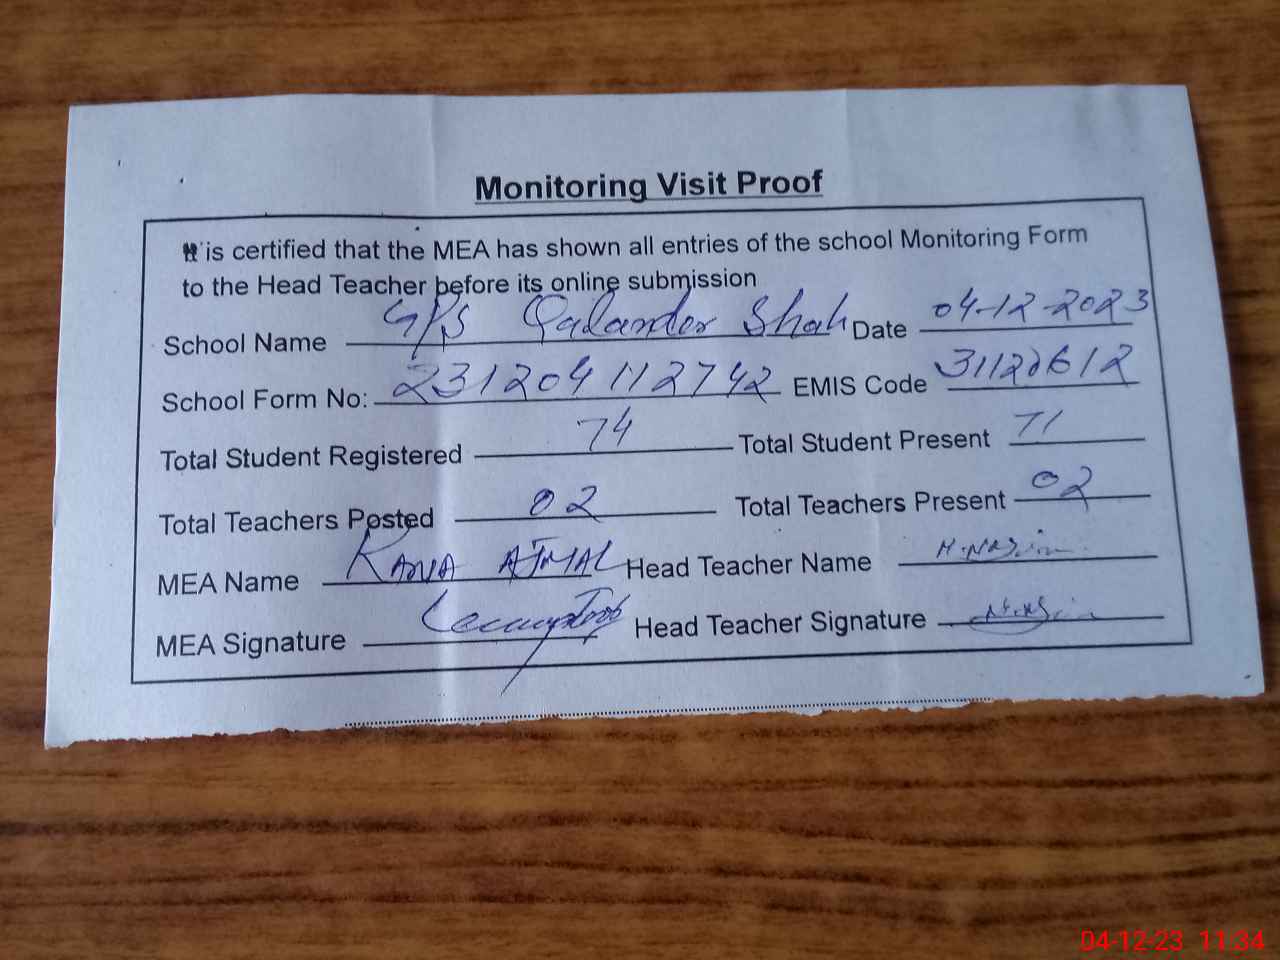 Monitoring Visit Proof
It is certified that the MEA has shown all entries of the school Monitoring Form
to the Head Teacher before its online submission
School Name GPS Qalander Shah Date 04-12-2023
School Form No: 231204112742 EMIS Code 31120612
Total Student Registered 74 Total Student Present 71
Total Teachers Posted 02 Total Teachers Present 02
MEA Name RANA AJMAL Head Teacher Name M. NASim
MEA Signature Head Teacher Signature
04-12-23 11:34